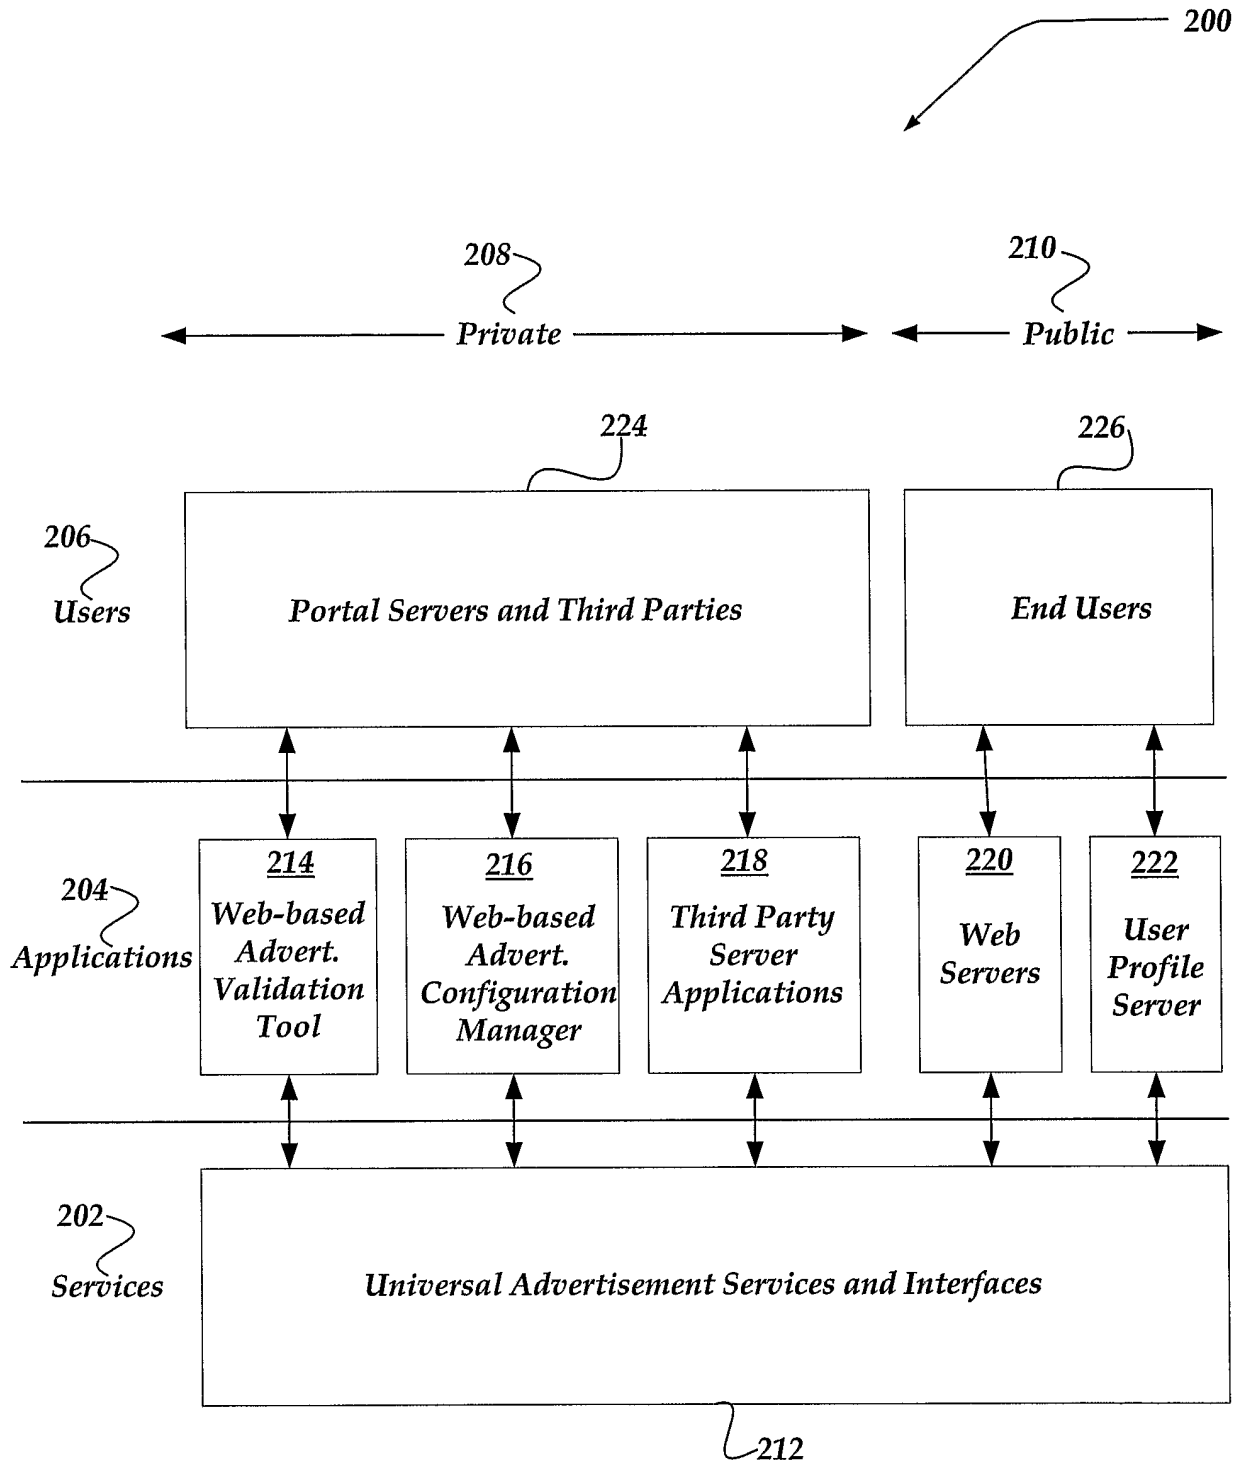 200
208
210
Private
Public
224
226
206
Users
Portal Servers and Third Parties
End Users
204
Applications
214
Web-based
Advert.
Validation
Tool
216
Web-based
Advert.
Configuration
Manager
218
Third Party
Server
Applications
220
Web
Servers
222
User
Profile
Server
202
Services
Universal Advertisement Services and Interfaces
212